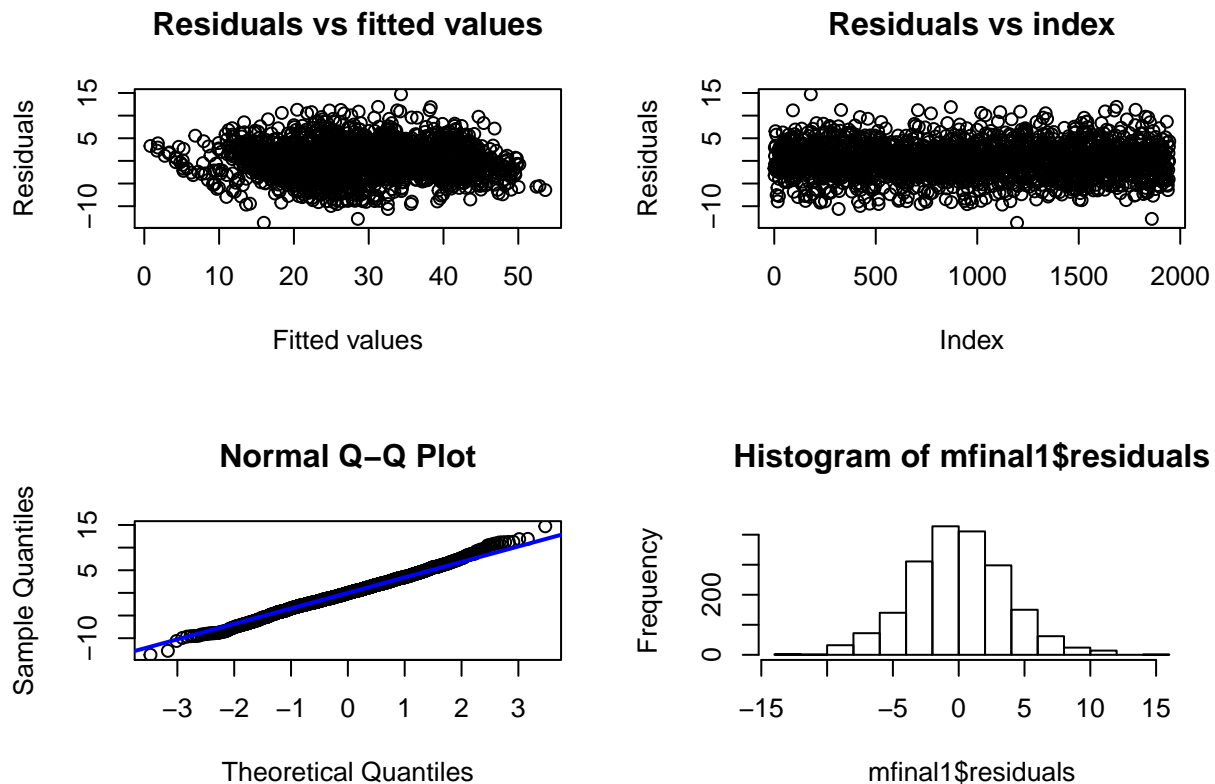 Residuals vs fitted values
Residuals
15
5
−10
0 10 20 30 40 50
Fitted values
Residuals vs index
Residuals
15
5
−10
0 500 1000 1500 2000
Index
Normal Q−Q Plot
Sample Quantiles
15
5
−10
−3 −2 −1 0 1 2 3
Theoretical Quantiles
Histogram of mfinal1$residuals
Frequency
200
0
−15 −5 0 5 10 15
mfinal1$residuals